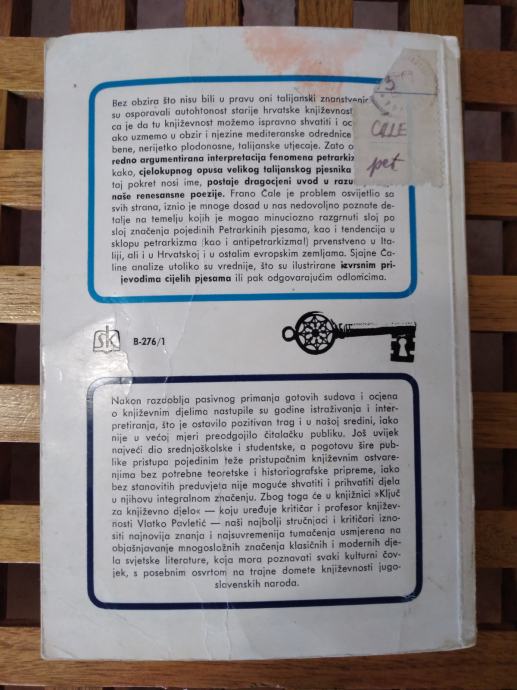 Bez obzira što nisu bili u pravu oni talijanski
su osporavali autohtonost starije hrvatske
ca je da tu književnost možemo ispravno shvatiti i
ako uzmemo u obzir i njezine mediteranske odrednice
bene, nerijetko plodonosne, talijanske utjecaje. Zato
redno argumentirana interpretacija fenomena
kako, cjelokupnog opusa velikog talijanskog pjesnika
taj pokret nosi ime, postaje dragocjeni uvod u
naše renesansne poezije. Frano Čale je problem osvijetlio sa
svih strana, iznio je mnoge dosad u nas nedovoljno poznate de-
talje na temelju kojih je mogao minuciozno razgrnuti sloj po
sloj značenja pojedinih Petrarkinih pjesama, kao i tendencija u
sklopu petrarkizma (kao i antipetrarkizma!) prvenstveno u Ita-
liji, ali i u Hrvatskoj i u ostalim evropskim zemljama. Sjajne Ča-
line analize utoliko su vrednije, što su ilustrirane izvrsnim pri-
jevodima cijelih pjesama ili pak odgovarajućim odlomcima.
ČALE
pet
sk
B-276/1
Nakon razdoblja pasivnog primanja gotovih sudova i ocjena
o književnim djelima nastupile su godine istraživanja i inter-
pretiranja, što je ostavilo pozitivan trag i u našoj sredini, iako
nije u većoj mjeri preodgojilo čitalačku publiku. Još uvijek
najveći dio srednjoškolske i studentske, a pogotovu šire pu-
blike pristupa pojedinim teže pristupačnim književnim ostvare-
njima bez potrebne teoretske i historiografske pripreme, iako
bez stanovitih preduvjeta nije moguće shvatiti i prihvatiti djela
u njihovu integralnom značenju. Zbog toga će u knjižnici »Ključ
za književno djelo« — koju uređuje kritičar i profesor književ-
nosti Vlatko Pavletić — naši najbolji stručnjaci i kritičari izno-
siti najnovija znanja i najsuvremenija tumačenja usmjerena na
objašnjavanje mnogosložnih značenja klasičnih i modernih dje-
la svjetske literature, koja mora poznavati svaki kulturni čov-
jek, s posebnim osvrtom na trajne domete književnosti jugo-
slavenskih naroda.